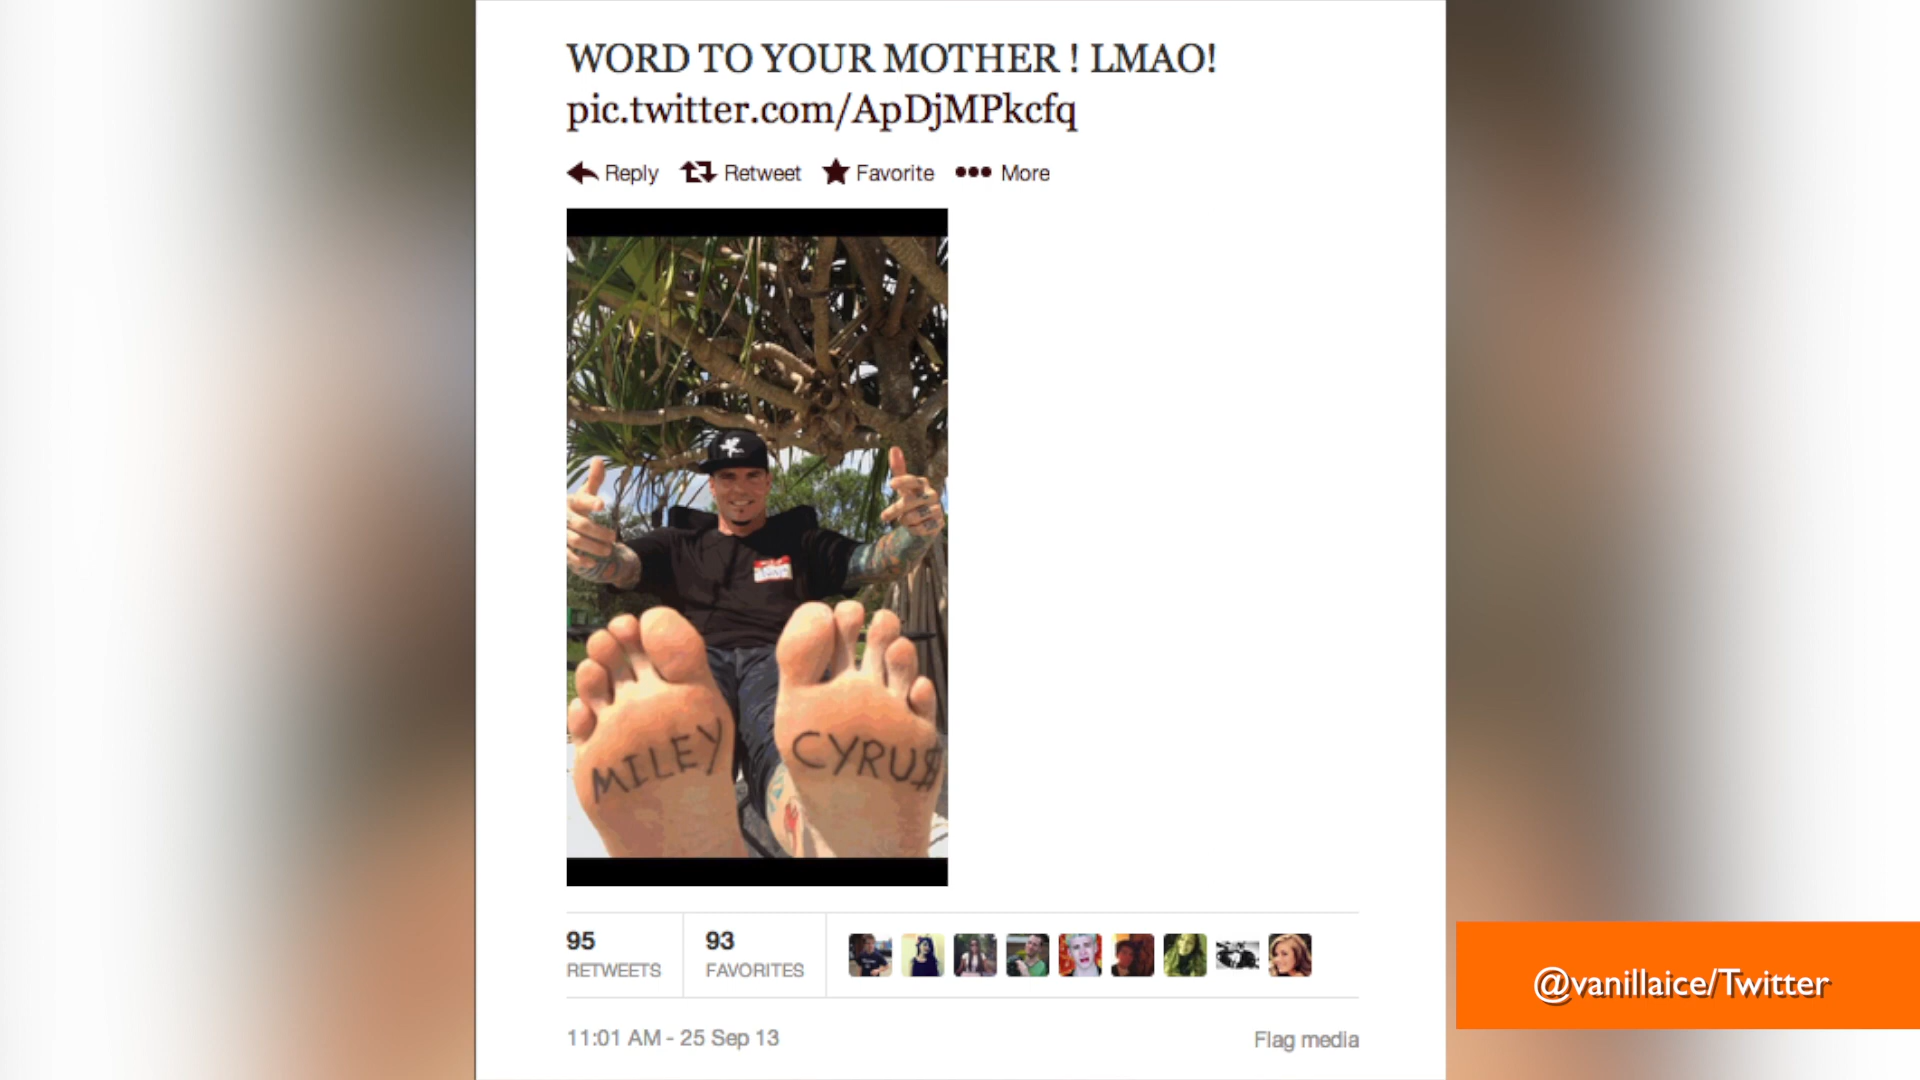 WORD TO YOUR MOTHER ! LMAO!
pic.twitter.com/ApDjMPkcfq
Reply Retweet Favorite More
MILEY CYRU$
95
RETWEETS
93
FAVORITES
11:01 AM - 25 Sep 13
Flag media
@vanillaice/Twitter